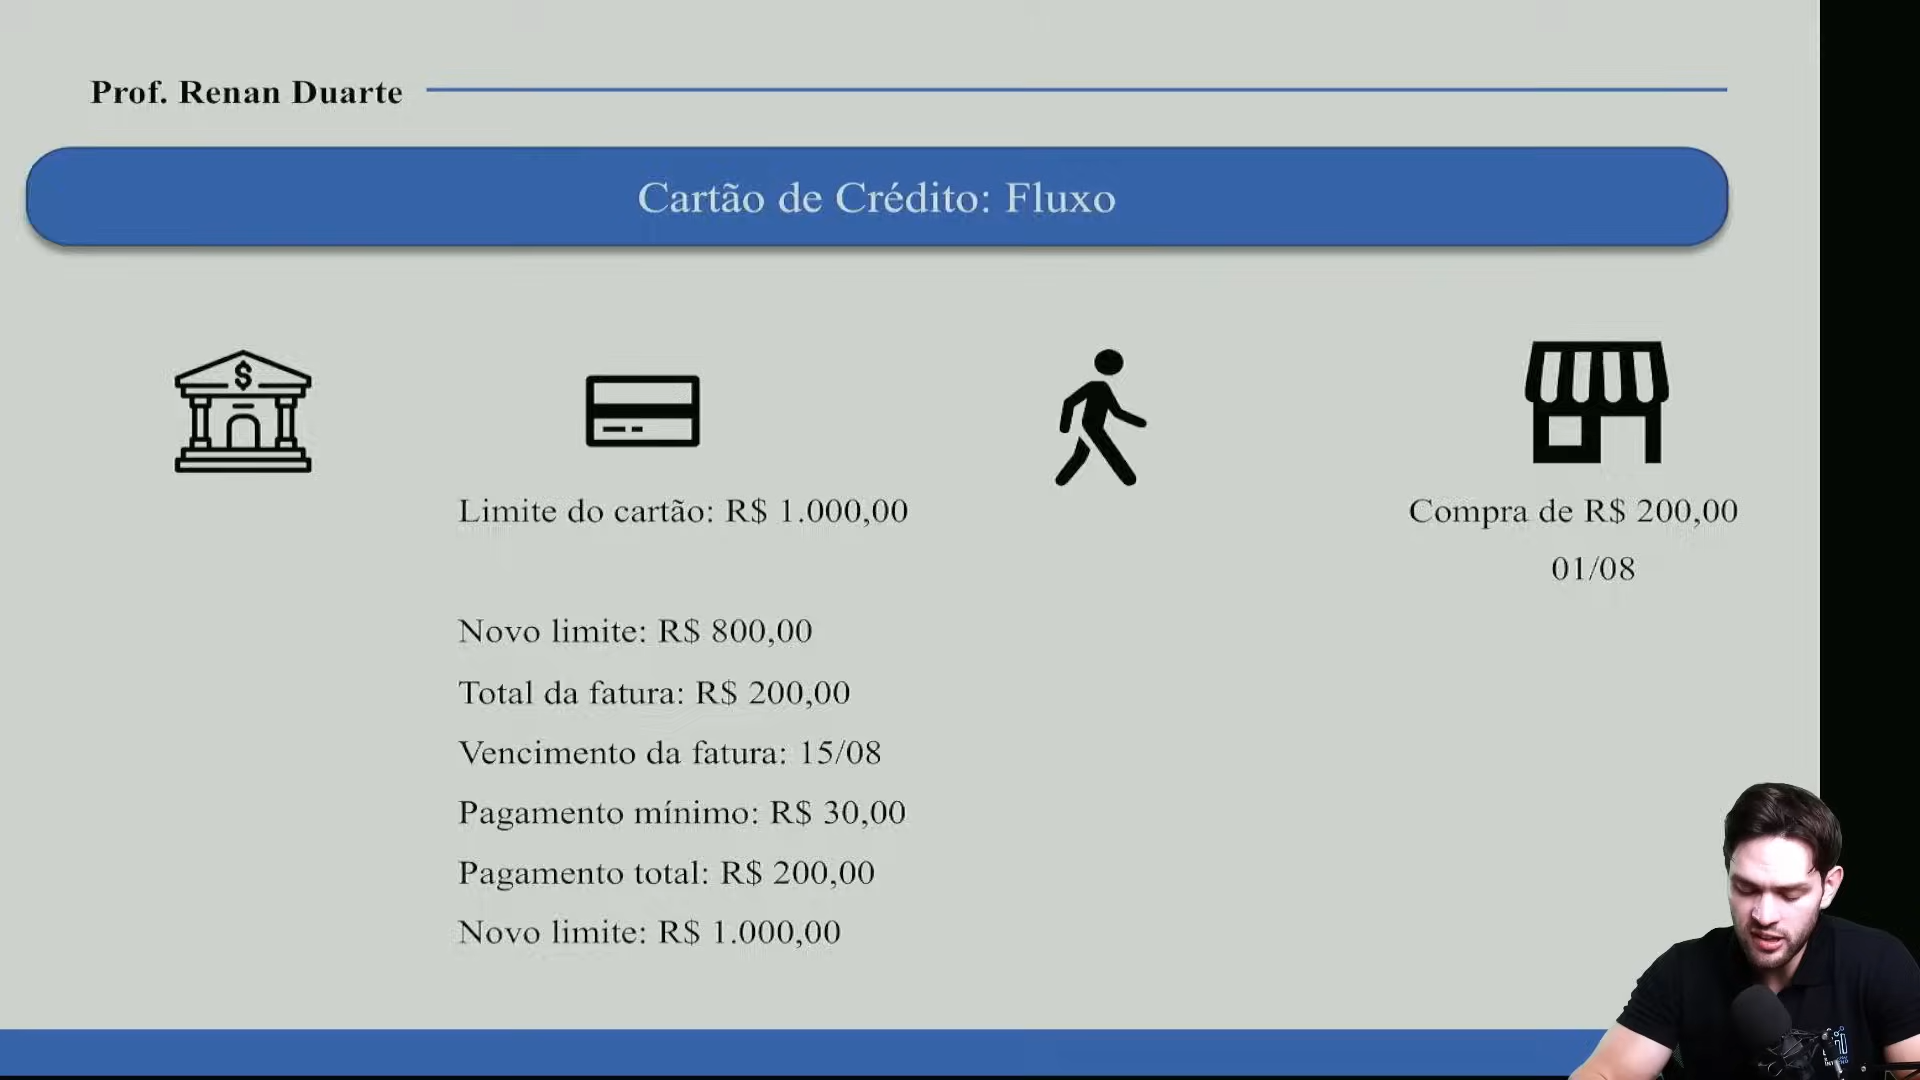 Prof. Renan Duarte
Cartão de Crédito: Fluxo
$
Limite do cartão: R$ 1.000,00
Compra de R$ 200,00
01/08
Novo limite: R$ 800,00
Total da fatura: R$ 200,00
Vencimento da fatura: 15/08
Pagamento mínimo: R$ 30,00
Pagamento total: R$ 200,00
Novo limite: R$ 1.000,00